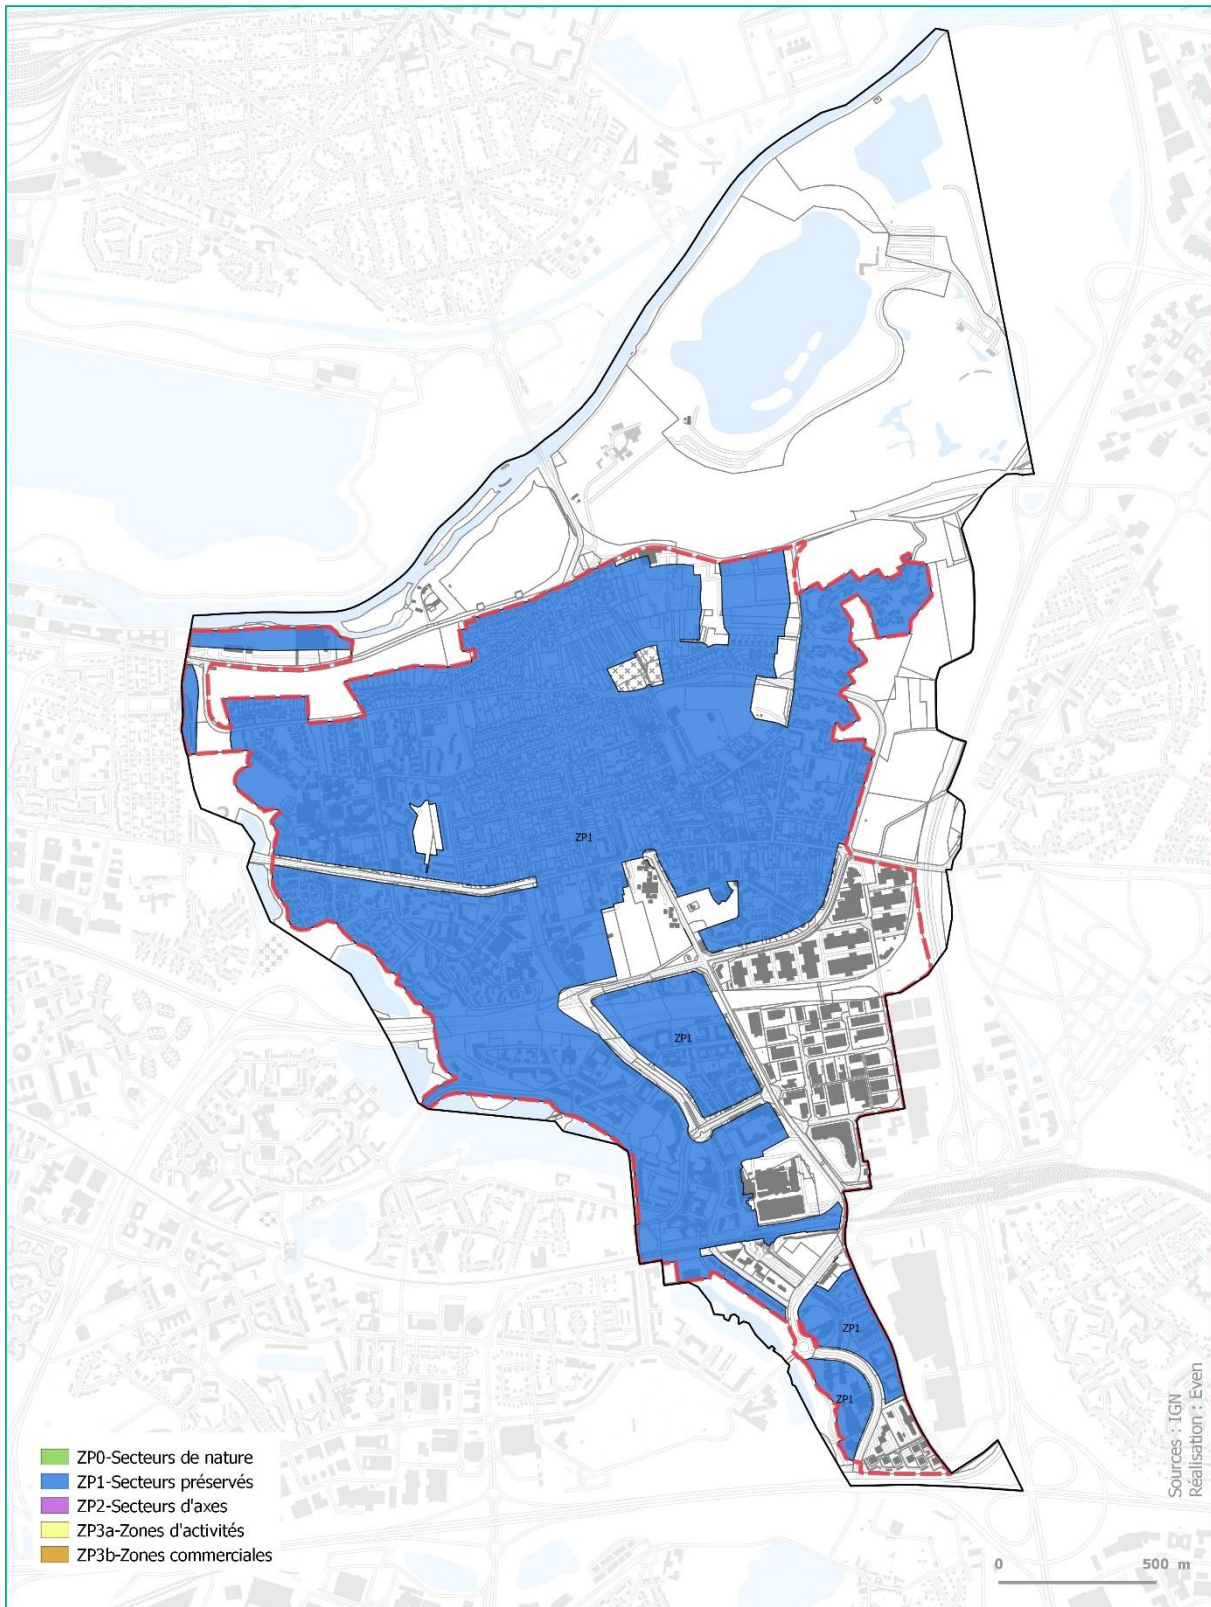 ZP1
ZP1
ZP1
ZP1
ZP0-Secteurs de nature
ZP1-Secteurs préservés
ZP2-Secteurs d'axes
ZP3a-Zones d'activités
ZP3b-Zones commerciales
Sources : IGN
Réalisation : Even
0 500 m